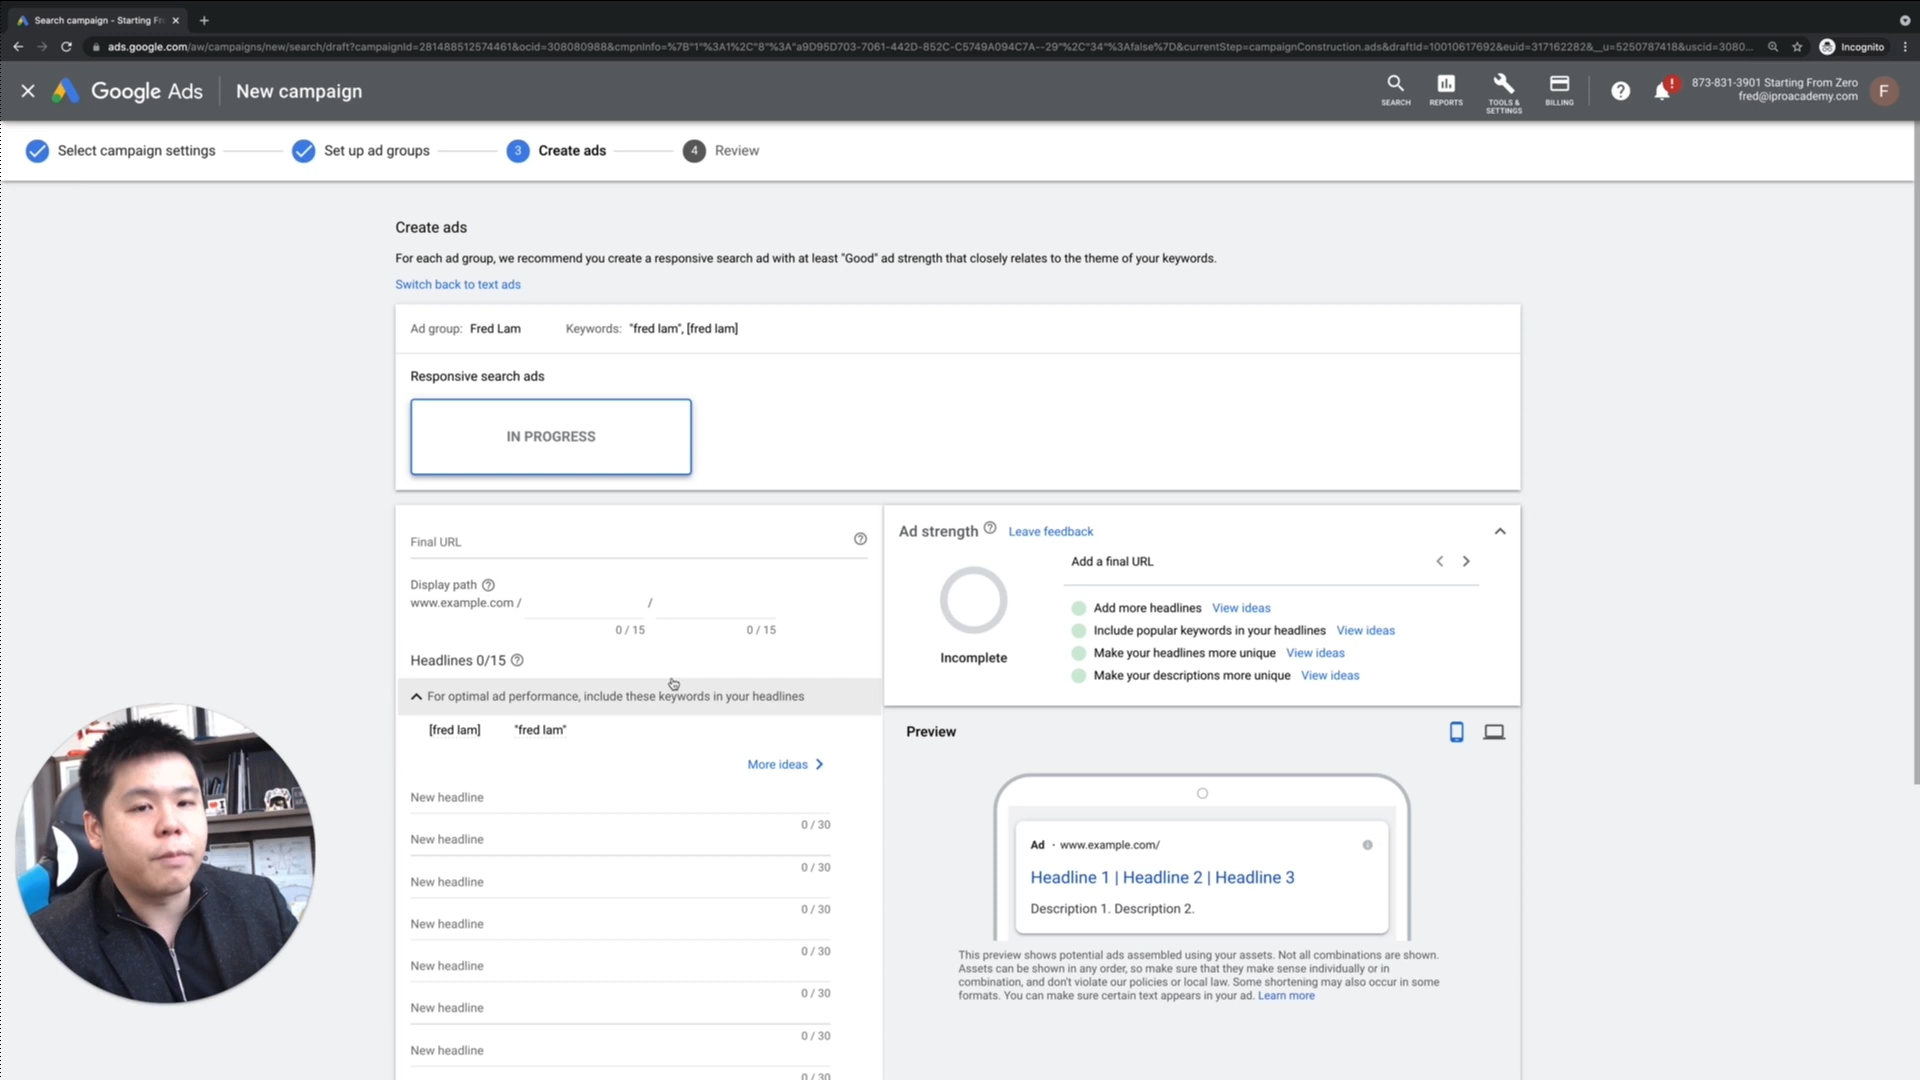 Search campaign - Starting Fr
ads.google.com/aw/campaigns/new/search/draft?campaignId=281488512574461&ocid=308080988&cmpnInfo=%7B"1"%3A1%2C"8"%3A"a9D95D703-7061-442D-852C-C5749A094C7A--29"%2C"34"%3Afalse%7D&currentStep=campaignConstruction.ads&draftId=10010617692&euid=317162282&__u=5250787418&uscid=3080...
Incognito
Google Ads
New campaign
SEARCH
REPORTS
TOOLS & SETTINGS
BILLING
!
873-831-3901 Starting From Zero
fred@iproacademy.com
F
Select campaign settings
Set up ad groups
3 Create ads
4 Review
Create ads
For each ad group, we recommend you create a responsive search ad with at least "Good" ad strength that closely relates to the theme of your keywords.
Switch back to text ads
Ad group: Fred Lam Keywords: "fred lam", [fred lam]
Responsive search ads
IN PROGRESS
Final URL
Display path
www.example.com / /
0 / 15 0 / 15
Headlines 0/15
For optimal ad performance, include these keywords in your headlines
[fred lam] "fred lam"
More ideas
New headline
0 / 30
New headline
0 / 30
New headline
0 / 30
New headline
0 / 30
New headline
0 / 30
New headline
0 / 30
New headline
0 / 30
Ad strength Leave feedback
Add a final URL
Incomplete
Add more headlines View ideas
Include popular keywords in your headlines View ideas
Make your headlines more unique View ideas
Make your descriptions more unique View ideas
Preview
Ad · www.example.com/
Headline 1 | Headline 2 | Headline 3
Description 1. Description 2.
This preview shows potential ads assembled using your assets. Not all combinations are shown.
Assets can be shown in any order, so make sure that they make sense individually or in
combination, and don't violate our policies or local law. Some shortening may also occur in some
formats. You can make sure certain text appears in your ad. Learn more